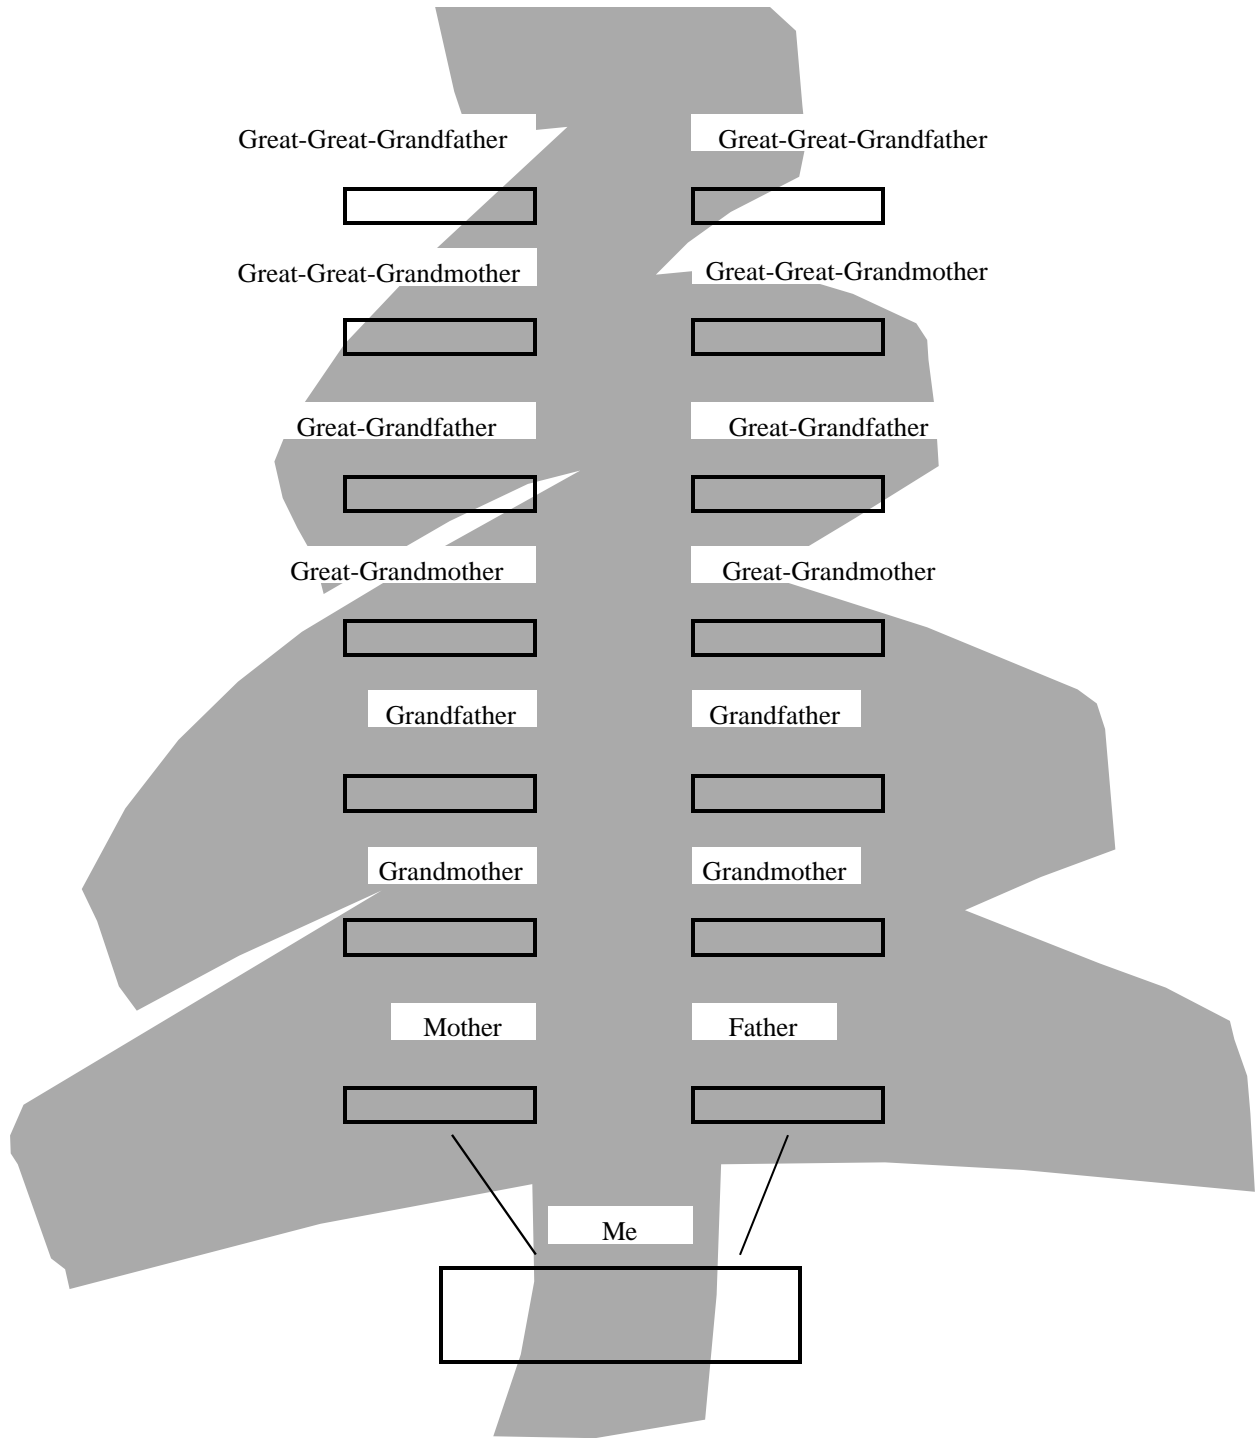 Great-Great-Grandfather Great-Great-Grandfather
Great-Great-Grandmother Great-Great-Grandmother
Great-Grandfather Great-Grandfather
Great-Grandmother Great-Grandmother
Grandfather Grandfather
Grandmother Grandmother
Mother Father
Me